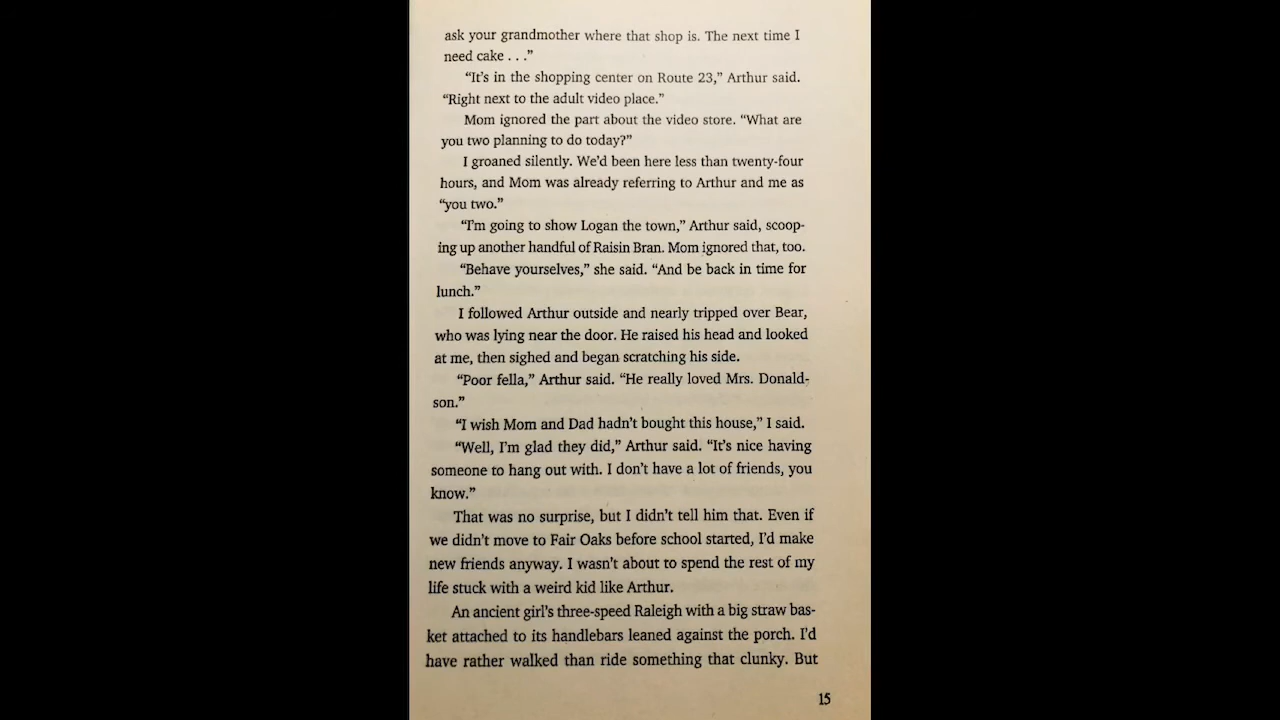 ask your grandmother where that shop is. The next time I
need cake . . .”
“It’s in the shopping center on Route 23,” Arthur said.
“Right next to the adult video place.”
Mom ignored the part about the video store. “What are
you two planning to do today?”
I groaned silently. We’d been here less than twenty-four
hours, and Mom was already referring to Arthur and me as
“you two.”
“I’m going to show Logan the town,” Arthur said, scoop-
ing up another handful of Raisin Bran. Mom ignored that, too.
“Behave yourselves,” she said. “And be back in time for
lunch.”
I followed Arthur outside and nearly tripped over Bear,
who was lying near the door. He raised his head and looked
at me, then sighed and began scratching his side.
“Poor fella,” Arthur said. “He really loved Mrs. Donald-
son.”
“I wish Mom and Dad hadn’t bought this house,” I said.
“Well, I’m glad they did,” Arthur said. “It’s nice having
someone to hang out with. I don’t have a lot of friends, you
know.”
That was no surprise, but I didn’t tell him that. Even if
we didn’t move to Fair Oaks before school started, I’d make
new friends anyway. I wasn’t about to spend the rest of my
life stuck with a weird kid like Arthur.
An ancient girl’s three-speed Raleigh with a big straw bas-
ket attached to its handlebars leaned against the porch. I’d
have rather walked than ride something that clunky. But
15